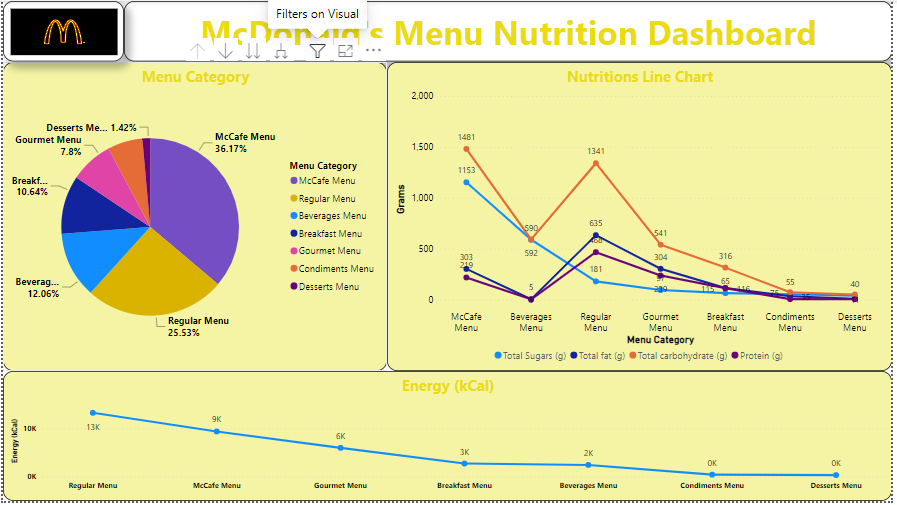 Filters on Visual
McDonald's Menu Nutrition Dashboard
Menu Category
Desserts Me... 1.42%
Gourmet Menu
7.8%
Breakf...
10.64%
Beverag...
12.06%
McCafe Menu
36.17%
Regular Menu
25.53%
Menu Category
McCafe Menu
Regular Menu
Beverages Menu
Breakfast Menu
Gourmet Menu
Condiments Menu
Desserts Menu
Nutritions Line Chart
Grams
2,000
1,500
1,000
500
0
1481
1153
303
219
590
592
5
1341
635
468
181
541
304
316
65
115
116
75
55
40
McCafe Menu
Beverages Menu
Regular Menu
Gourmet Menu
Breakfast Menu
Condiments Menu
Desserts Menu
Menu Category
Total Sugars (g) Total fat (g) Total carbohydrate (g) Protein (g)
Energy (kCal)
Energy (kCal)
10K
0K
13K
9K
6K
3K
2K
0K
0K
Regular Menu
McCafe Menu
Gourmet Menu
Breakfast Menu
Beverages Menu
Condiments Menu
Desserts Menu